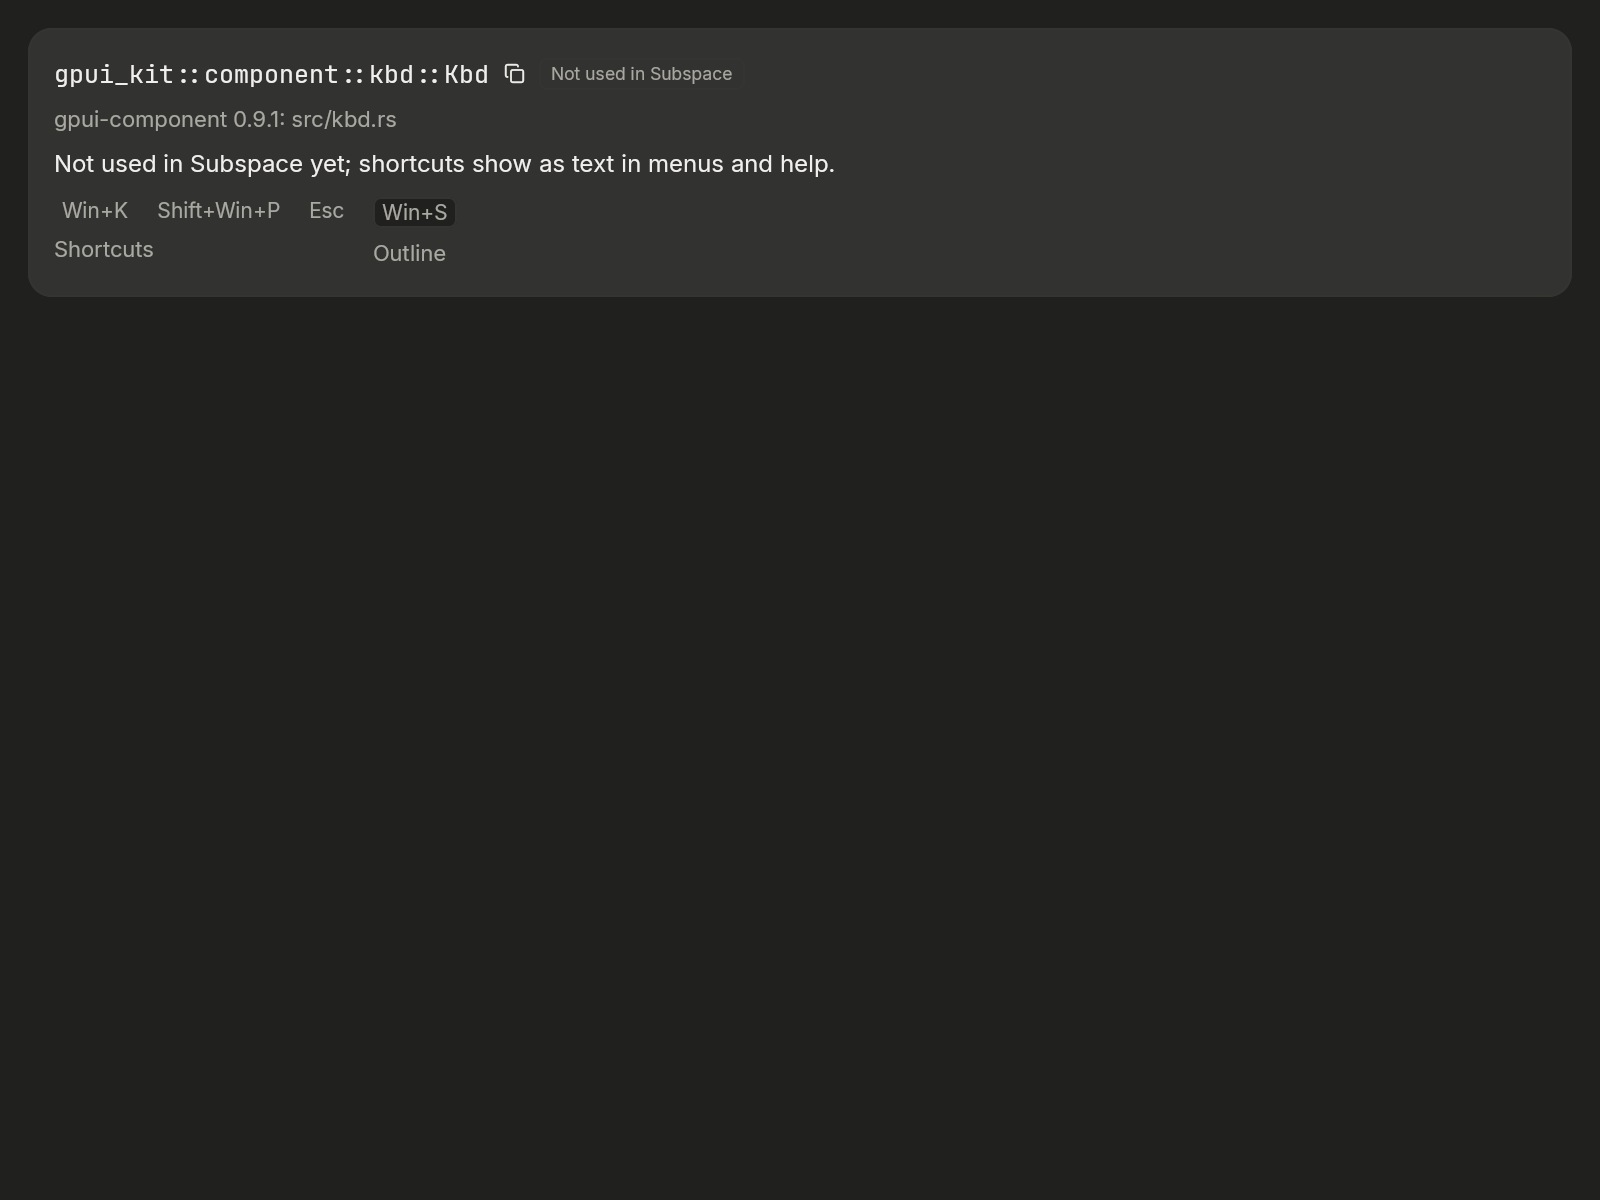 gpui_kit::component::kbd::Kbd Not used in Subspace
gpui-component 0.9.1: src/kbd.rs
Not used in Subspace yet; shortcuts show as text in menus and help.
Win+K Shift+Win+P Esc Win+S
Shortcuts Outline